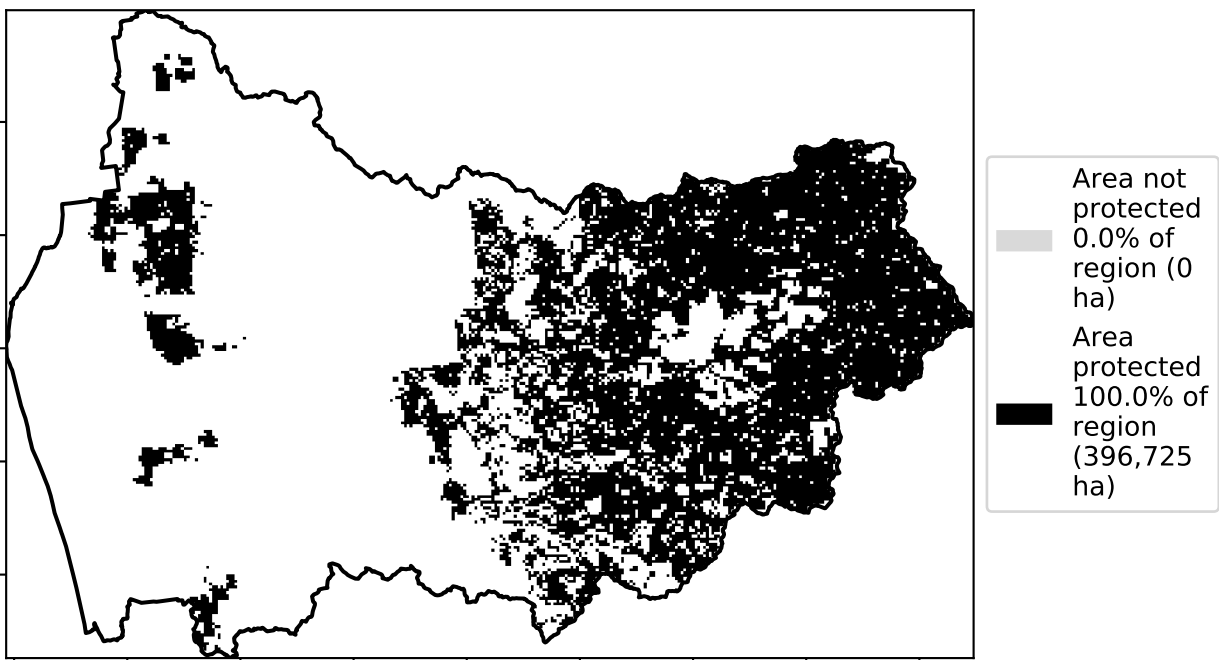 Area not
protected
0.0% of
region (0
ha)
Area
protected
100.0% of
region
(396,725
ha)